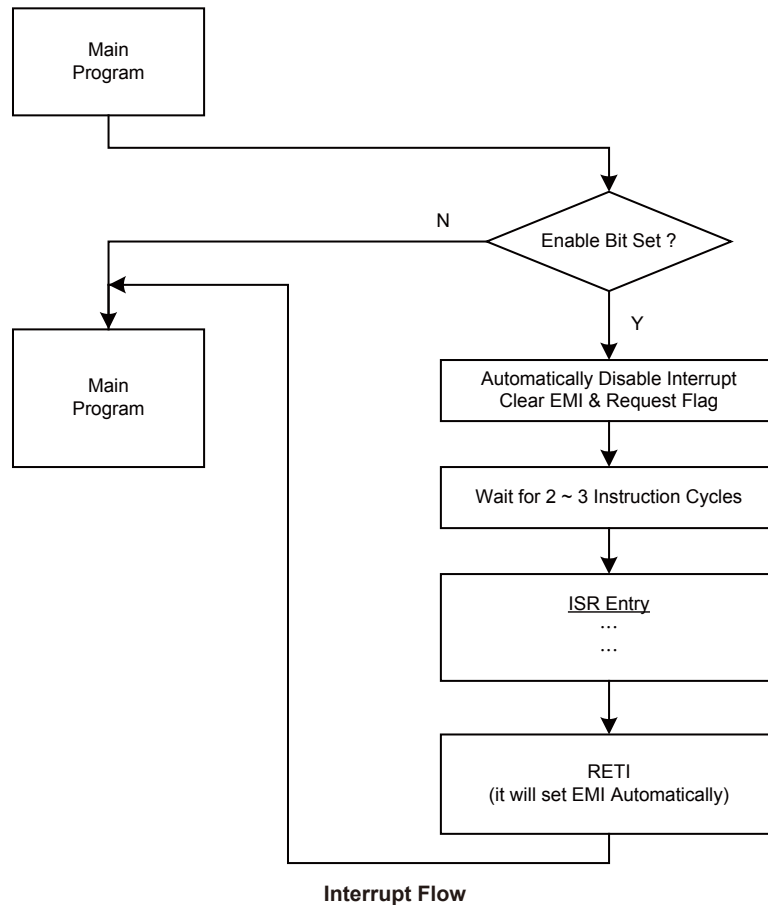 Main
Program
Enable Bit Set ?
N
Y
Main
Program
Automatically Disable Interrupt
Clear EMI & Request Flag
Wait for 2 ~ 3 Instruction Cycles
ISR Entry
...
...
RETI
(it will set EMI Automatically)
Interrupt Flow